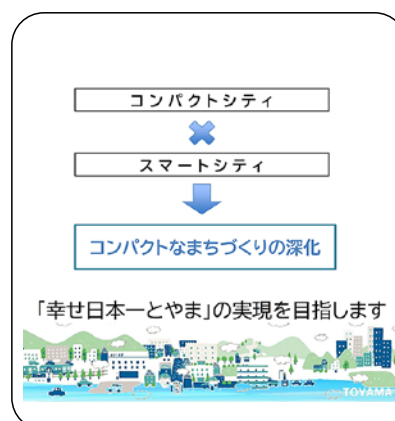 コンパクトシティ
スマートシティ
コンパクトなまちづくりの深化
「幸せ日本一とやま」の実現を目指します
TOYAMA